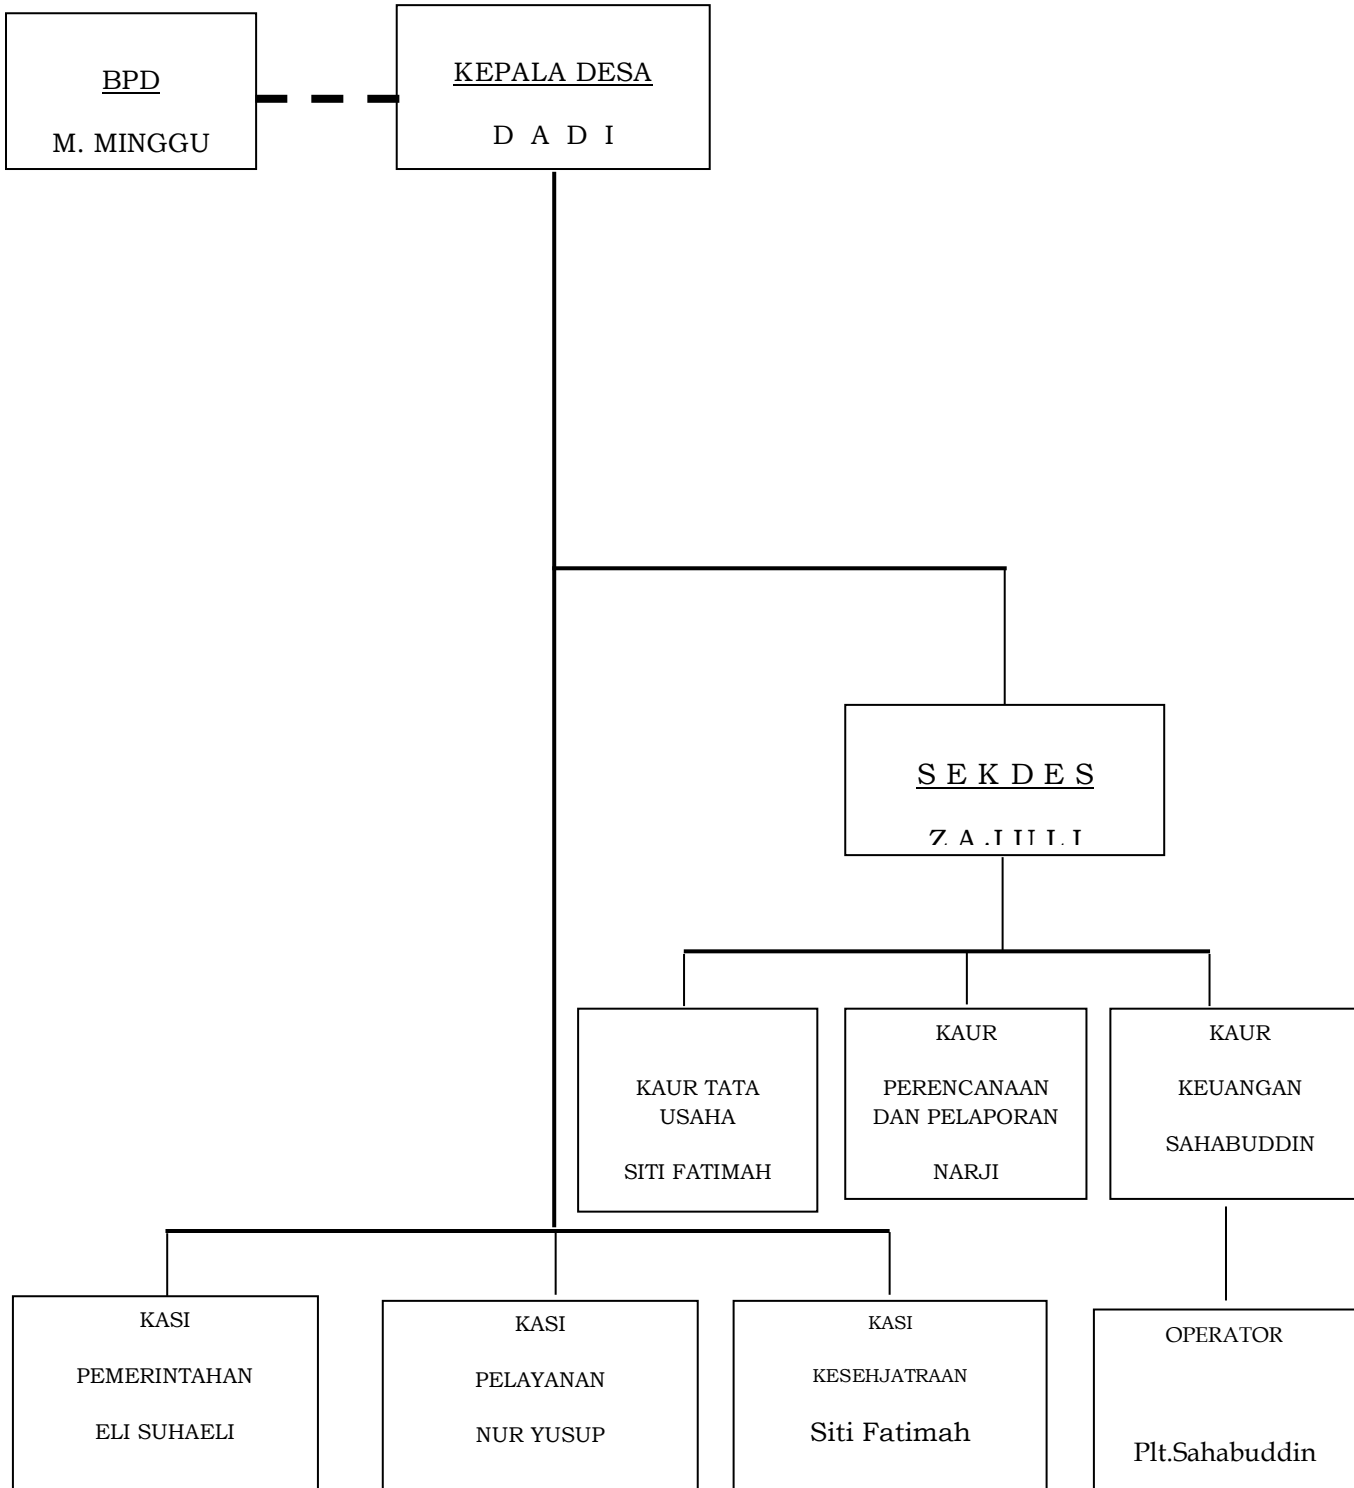 BPD
M. MINGGU
KEPALA DESA
D A D I
S E K D E S
Z A J U L I
KAUR TATA
USAHA
SITI FATIMAH
KAUR
PERENCANAAN
DAN PELAPORAN
NARJI
KAUR
KEUANGAN
SAHABUDDIN
KASI
PEMERINTAHAN
ELI SUHAELI
KASI
PELAYANAN
NUR YUSUP
KASI
KESEHJATRAAN
Siti Fatimah
OPERATOR
Plt.Sahabuddin